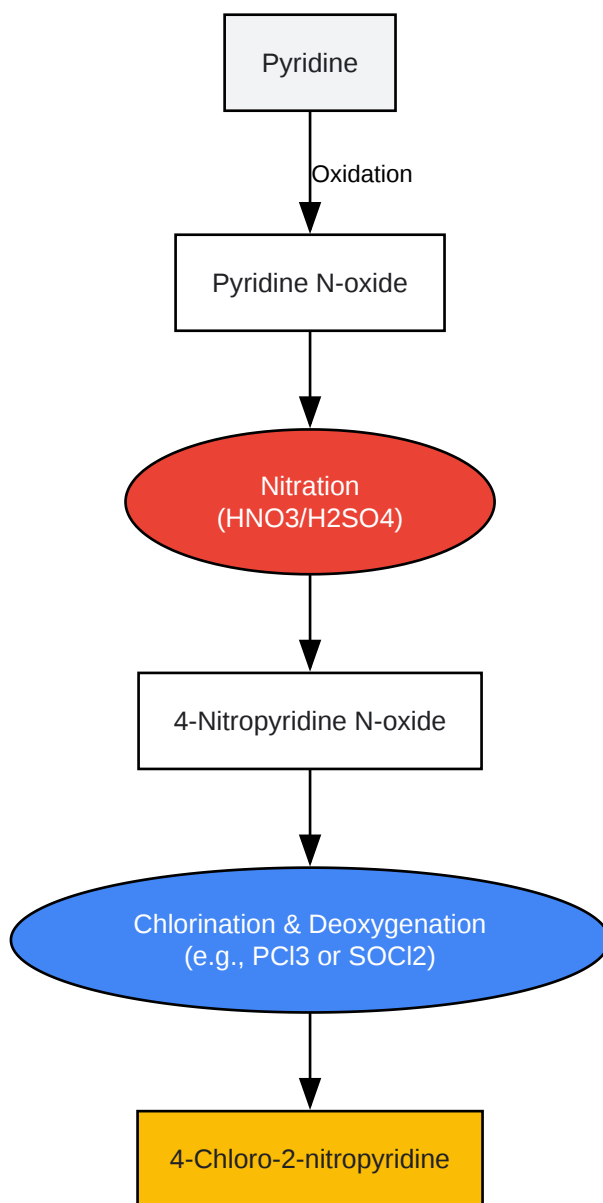 Pyridine
Oxidation
Pyridine N-oxide
Nitration
(HNO3/H2SO4)
4-Nitropyridine N-oxide
Chlorination & Deoxygenation
(e.g., PCl3 or SOCl2)
4-Chloro-2-nitropyridine